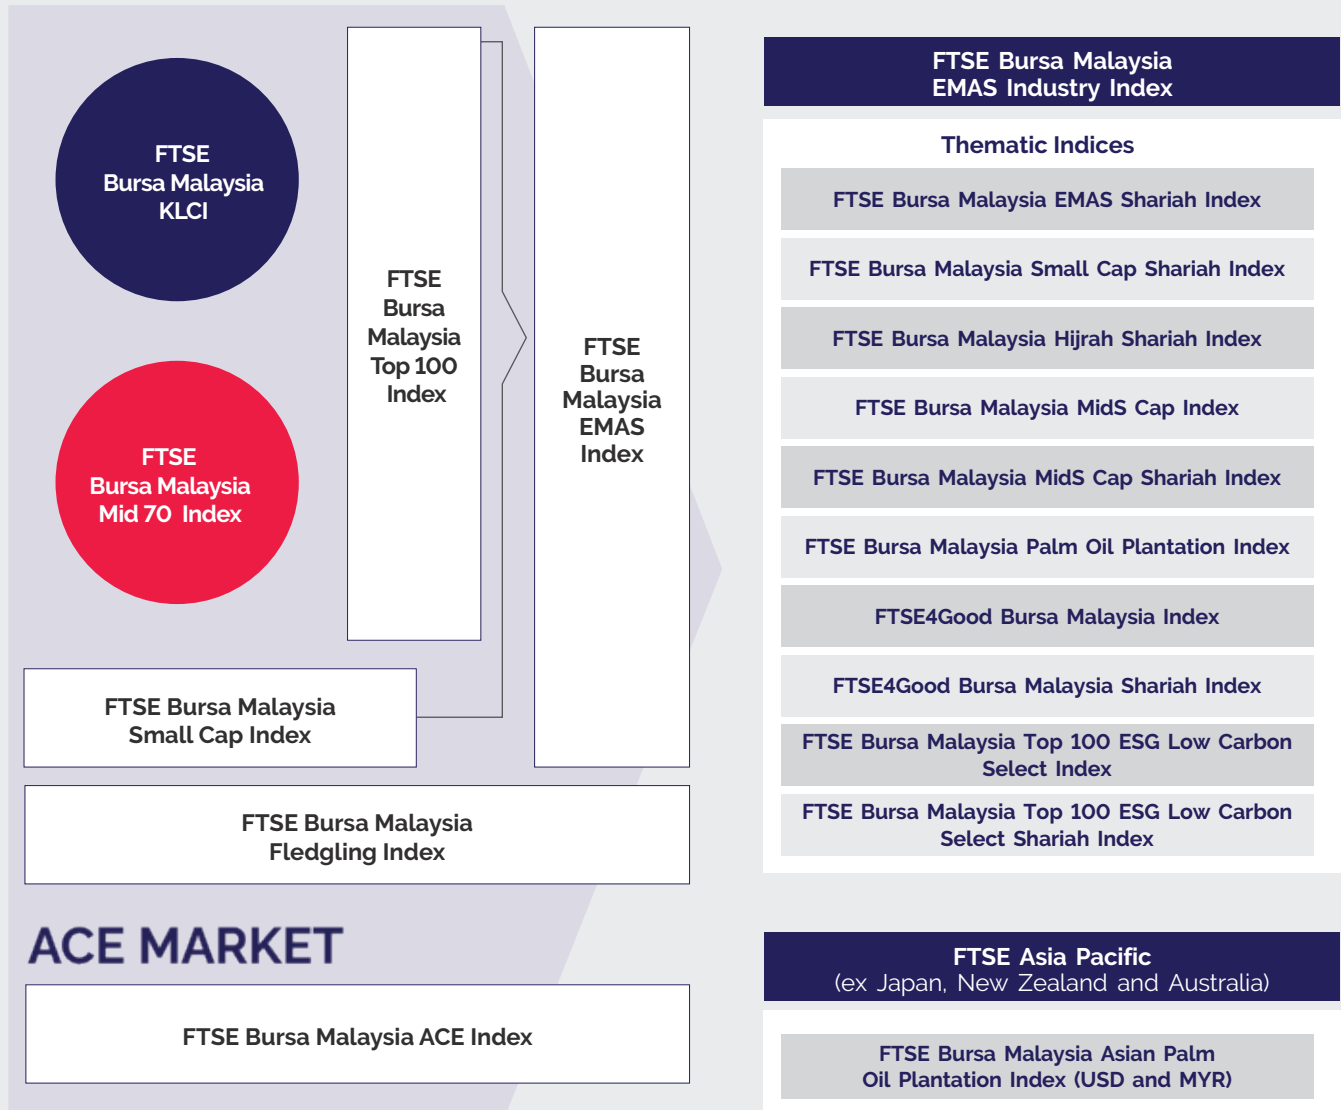 FTSE
Bursa Malaysia
KLCI
FTSE
Bursa Malaysia
Mid 70 Index
FTSE
Bursa
Malaysia
Top 100
Index
FTSE
Bursa
Malaysia
EMAS
Index
FTSE Bursa Malaysia
Small Cap Index
FTSE Bursa Malaysia
Fledgling Index
ACE MARKET
FTSE Bursa Malaysia ACE Index
FTSE Bursa Malaysia
EMAS Industry Index
Thematic Indices
FTSE Bursa Malaysia EMAS Shariah Index
FTSE Bursa Malaysia Small Cap Shariah Index
FTSE Bursa Malaysia Hijrah Shariah Index
FTSE Bursa Malaysia MidS Cap Index
FTSE Bursa Malaysia MidS Cap Shariah Index
FTSE Bursa Malaysia Palm Oil Plantation Index
FTSE4Good Bursa Malaysia Index
FTSE4Good Bursa Malaysia Shariah Index
FTSE Bursa Malaysia Top 100 ESG Low Carbon
Select Index
FTSE Bursa Malaysia Top 100 ESG Low Carbon
Select Shariah Index
FTSE Asia Pacific
(ex Japan, New Zealand and Australia)
FTSE Bursa Malaysia Asian Palm
Oil Plantation Index (USD and MYR)